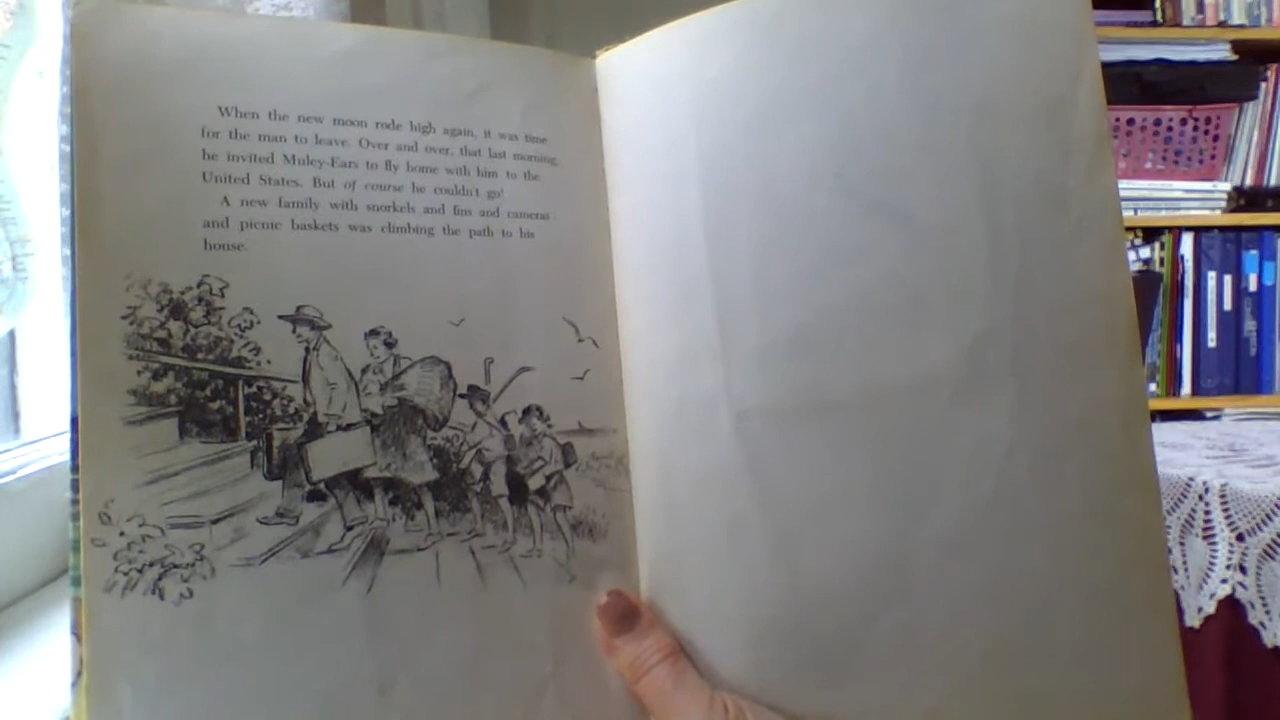 When the new moon rode high again, it was time
for the man to leave. Over and over, that last morning,
he invited Muley-Ears to fly home with him to the
United States. But of course he couldn't go!
A new family with snorkels and fins and cameras
and picnic baskets was climbing the path to his
house.